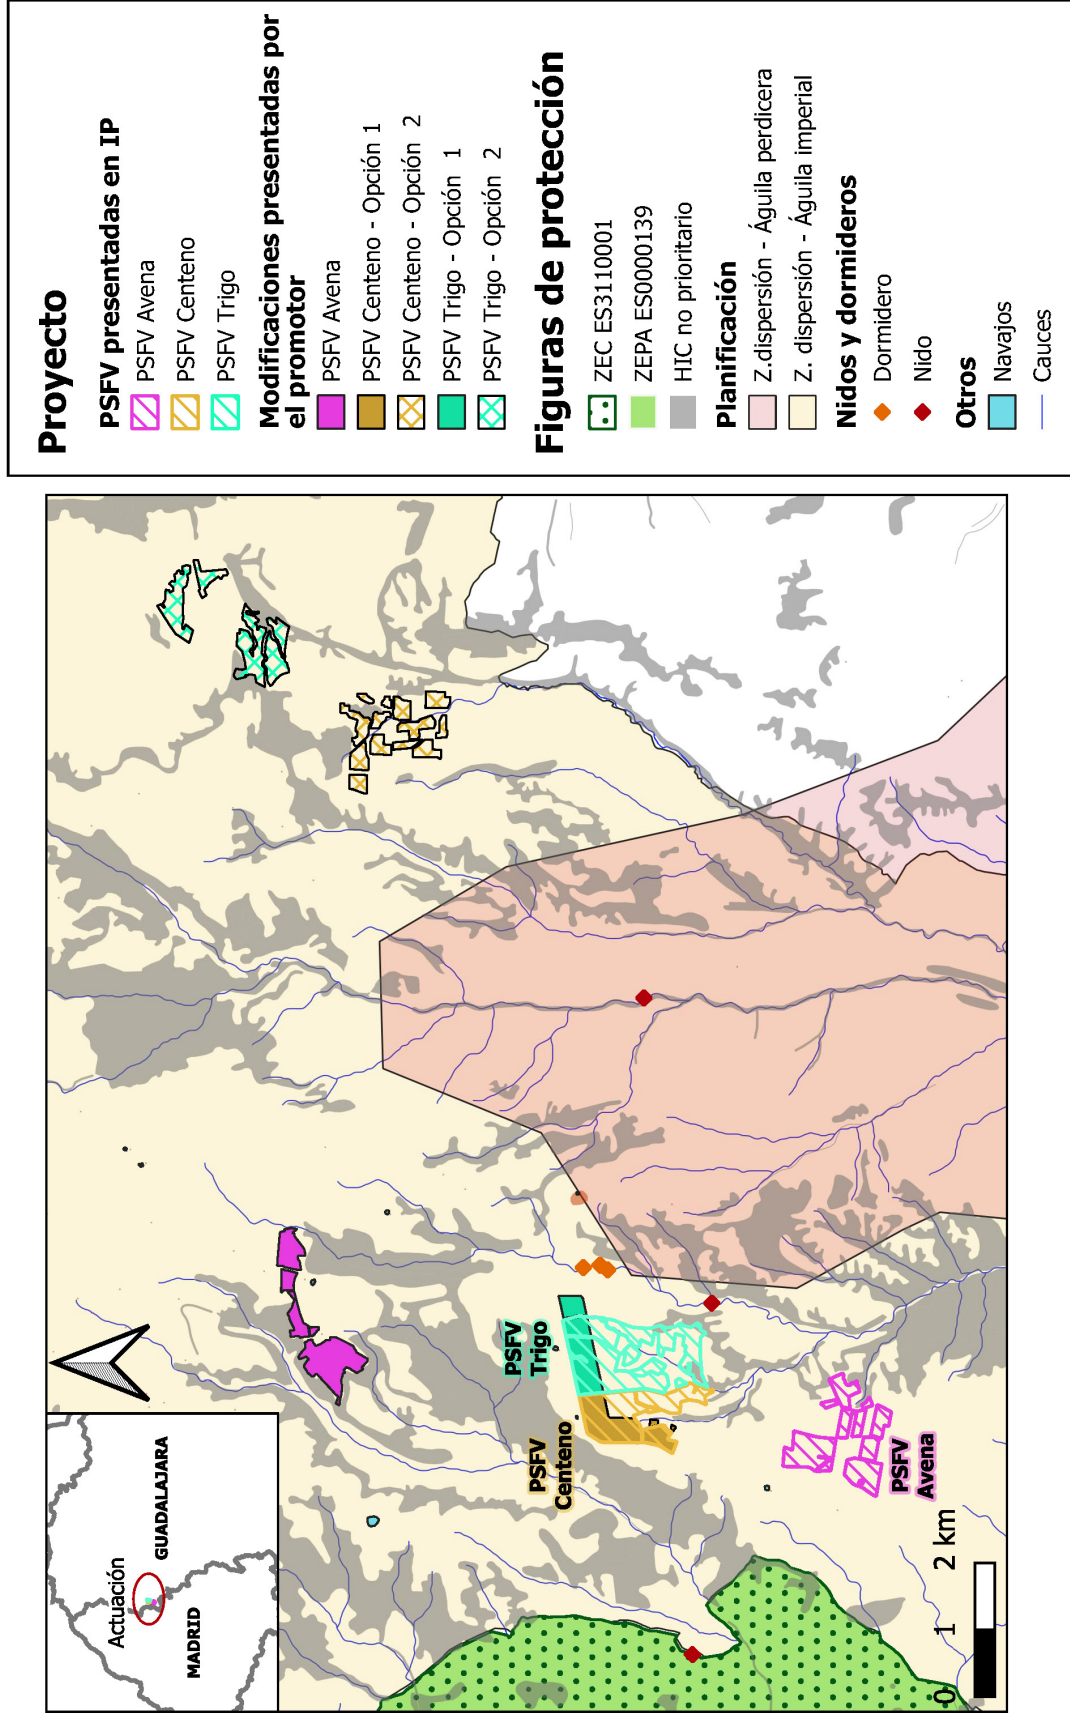 Actuación
GUADALAJARA
MADRID
PSFV
Trigo
PSFV
Centeno
PSFV
Avena
0 1 2 km
Proyecto
PSFV presentadas en IP
PSFV Avena
PSFV Centeno
PSFV Trigo
Modificaciones presentadas por
el promotor
PSFV Avena
PSFV Centeno - Opción 1
PSFV Centeno - Opción 2
PSFV Trigo - Opción 1
PSFV Trigo - Opción 2
Figuras de protección
ZEC ES3110001
ZEPA ES0000139
HIC no prioritario
Planificación
Z.dispersión - Águila perdicera
Z. dispersión - Águila imperial
Nidos y dormideros
Dormidero
Nido
Otros
Navajos
Cauces